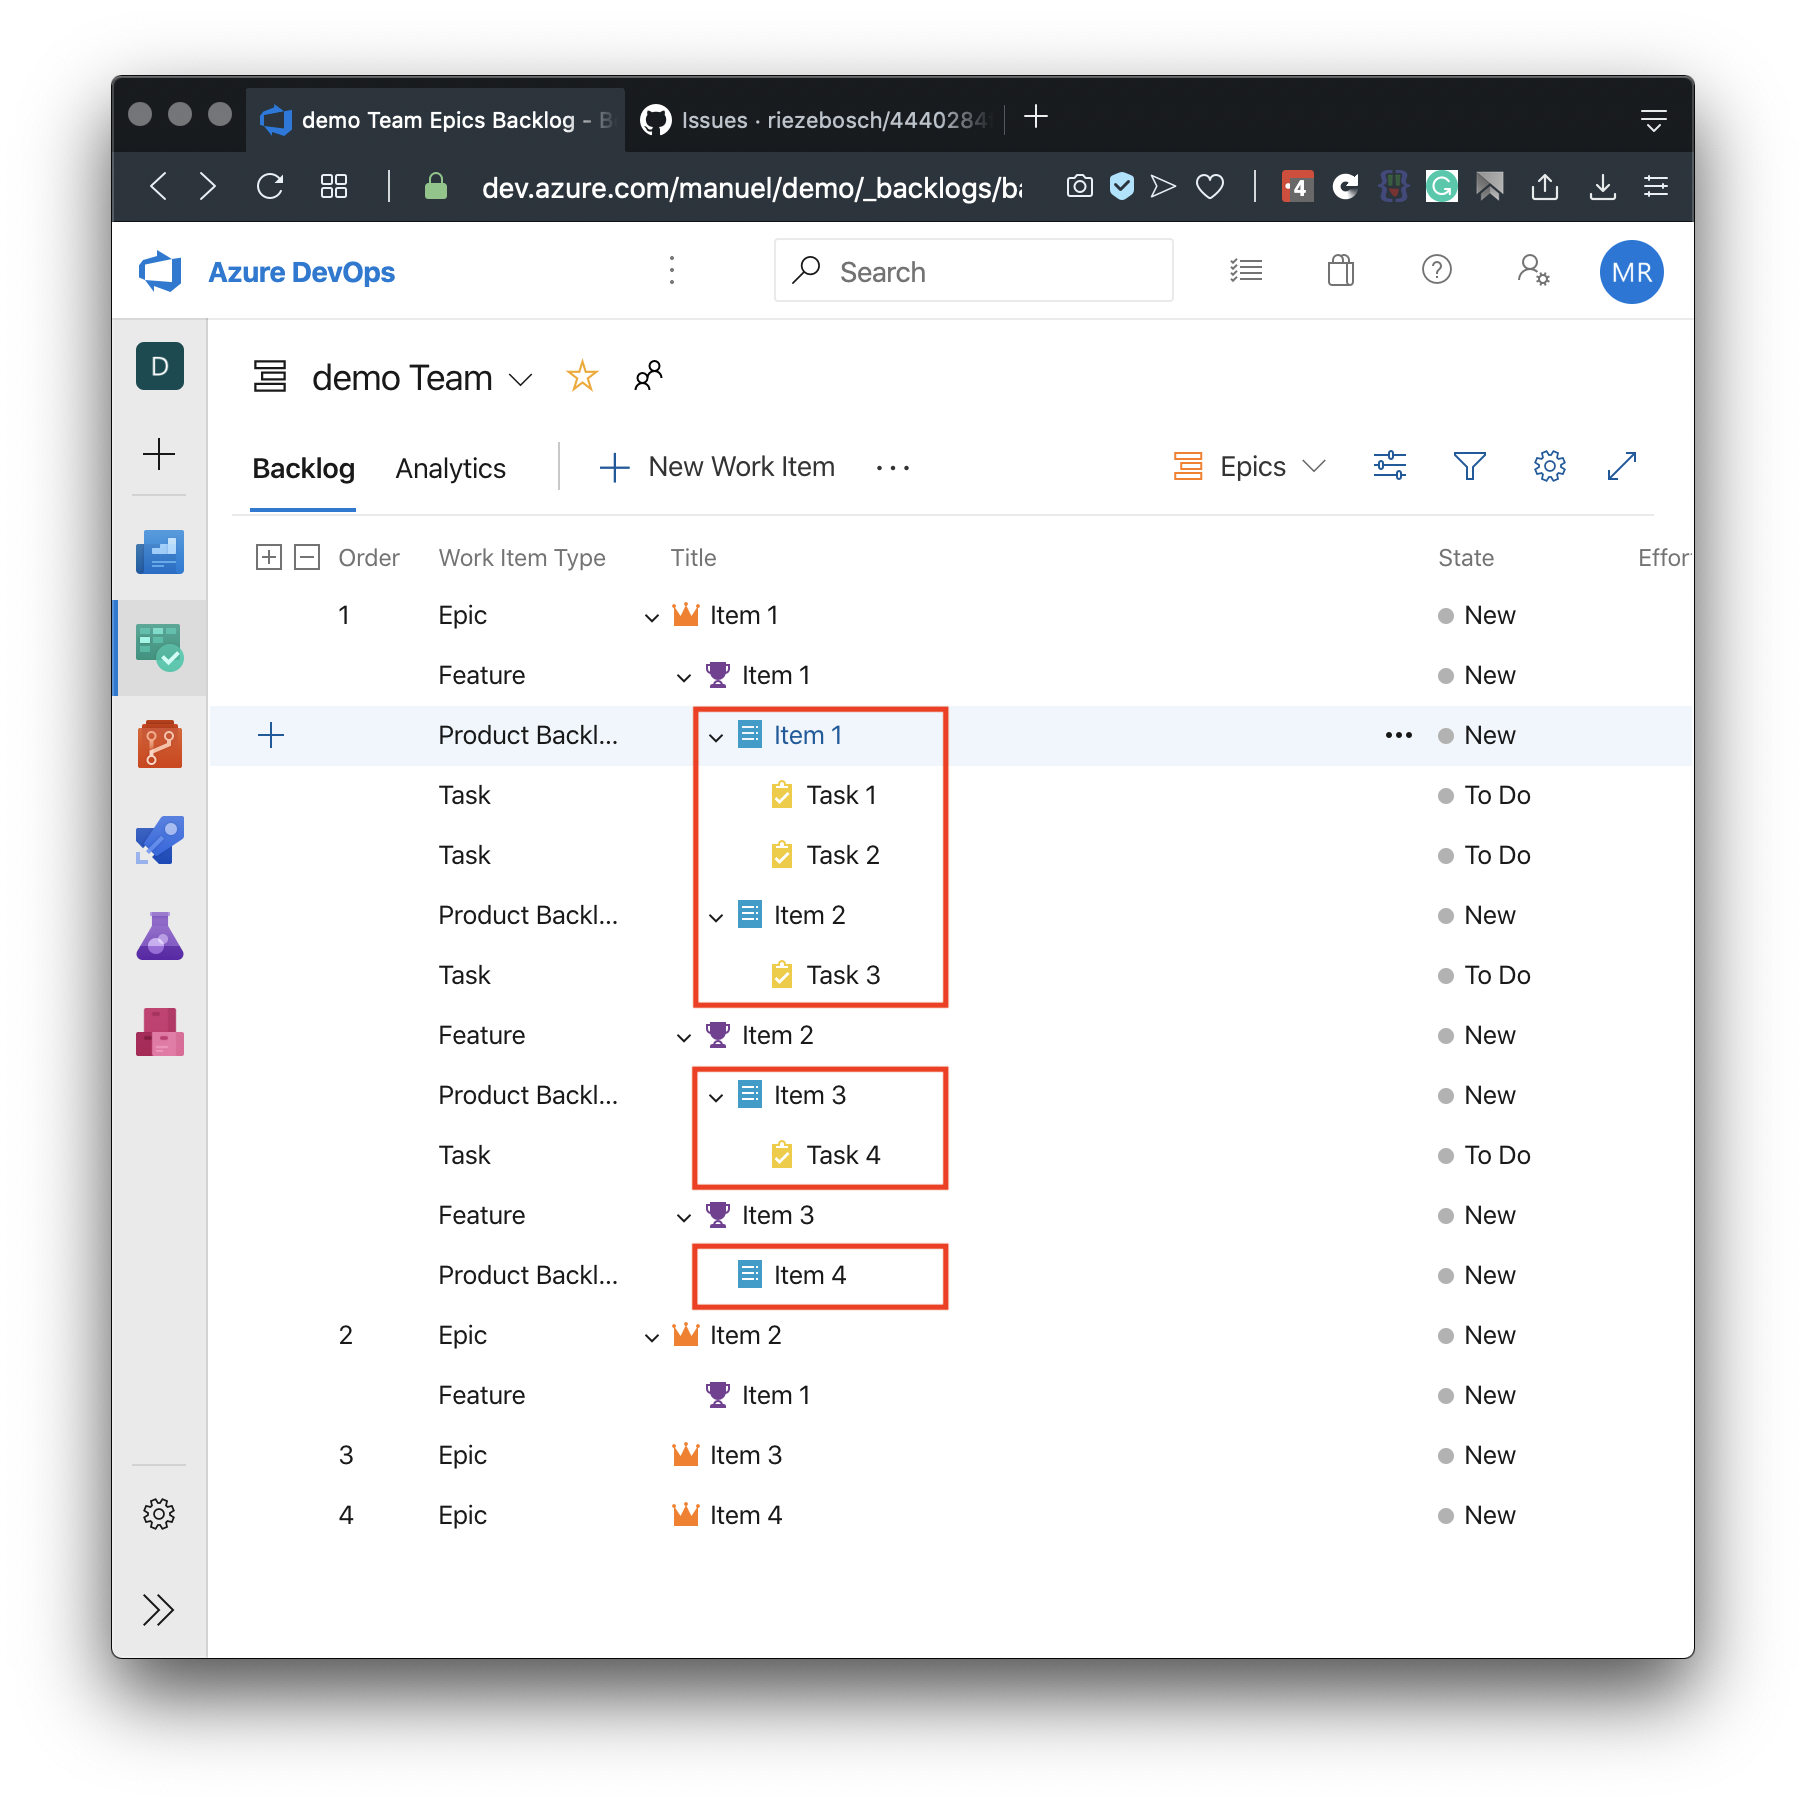 demo Team Epics Backlog - B
Issues · riezebosch/4440284
dev.azure.com/manuel/demo/_backlogs/ba
4
G
Azure DevOps
Search
?
MR
D
demo Team
Backlog
Analytics
New Work Item
Epics
Order Work Item Type Title State Effor
1 Epic Item 1 New
Feature Item 1 New
Product Backl... Item 1 New
Task Task 1 To Do
Task Task 2 To Do
Product Backl... Item 2 New
Task Task 3 To Do
Feature Item 2 New
Product Backl... Item 3 New
Task Task 4 To Do
Feature Item 3 New
Product Backl... Item 4 New
2 Epic Item 2 New
Feature Item 1 New
3 Epic Item 3 New
4 Epic Item 4 New